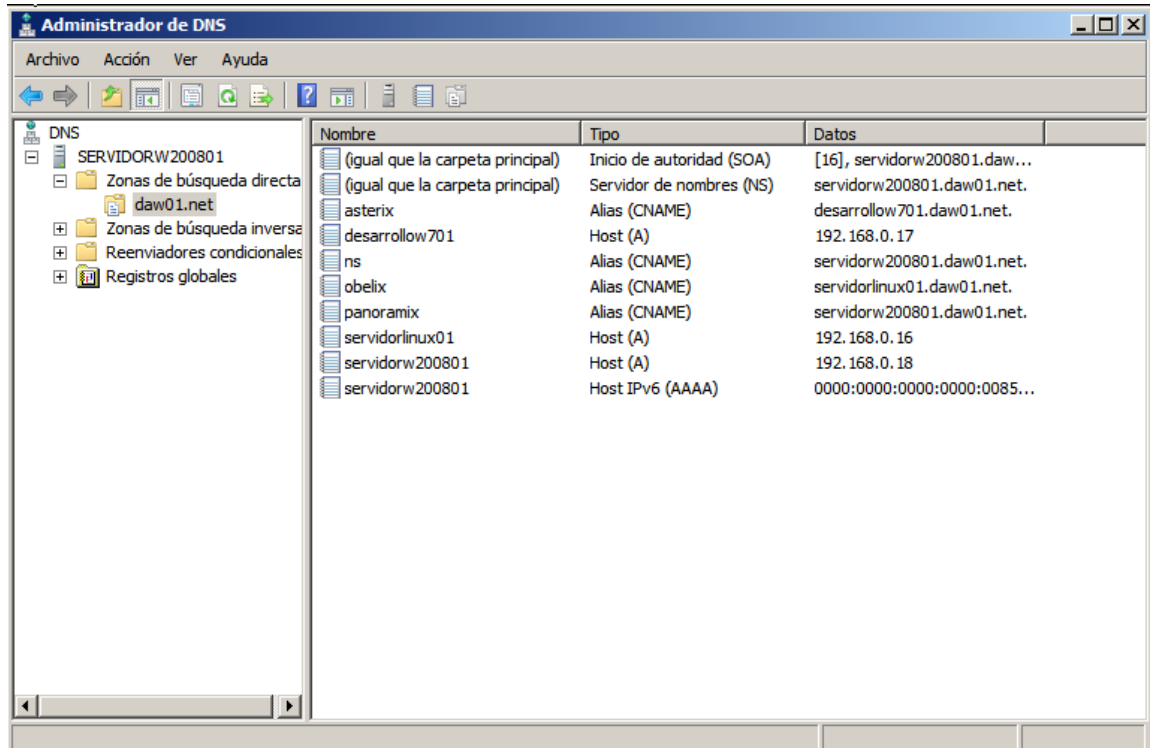 Administrador de DNS
Archivo Acción Ver Ayuda
DNS
SERVIDORW200801
Zonas de búsqueda directa
daw01.net
Zonas de búsqueda inversa
Reenviadores condicionales
Registros globales
Nombre Tipo Datos
(igual que la carpeta principal) Inicio de autoridad (SOA) [16], servidorw200801.daw...
(igual que la carpeta principal) Servidor de nombres (NS) servidorw200801.daw01.net.
asterix Alias (CNAME) desarrollow701.daw01.net.
desarrollow701 Host (A) 192.168.0.17
ns Alias (CNAME) servidorw200801.daw01.net.
obelix Alias (CNAME) servidorlinux01.daw01.net.
panoramix Alias (CNAME) servidorw200801.daw01.net.
servidorlinux01 Host (A) 192.168.0.16
servidorw200801 Host (A) 192.168.0.18
servidorw200801 Host IPv6 (AAAA) 0000:0000:0000:0000:0085...